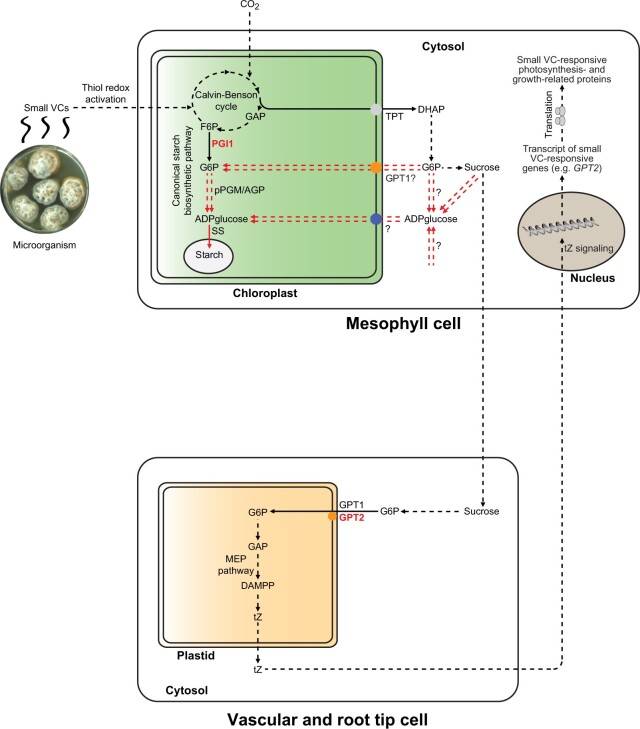 CO2
Cytosol
Thiol redox
activation
Small VCs
Microorganism
Calvin-Benson
cycle
GAP
F6P
PGI1
Canonical starch
biosynthetic pathway
G6P
pPGM/AGP
ADPglucose
SS
Starch
Chloroplast
TPT
DHAP
GPT1?
G6P
Sucrose
?
ADPglucose
?
?
Small VC-responsive
photosynthesis- and
growth-related proteins
Translation
Transcript of small
VC-responsive
genes (e.g. GPT2)
tZ signaling
Nucleus
Mesophyll cell
G6P
GPT1
GPT2
G6P
Sucrose
GAP
MEP
pathway
DAMPP
tZ
Plastid
tZ
Cytosol
Vascular and root tip cell